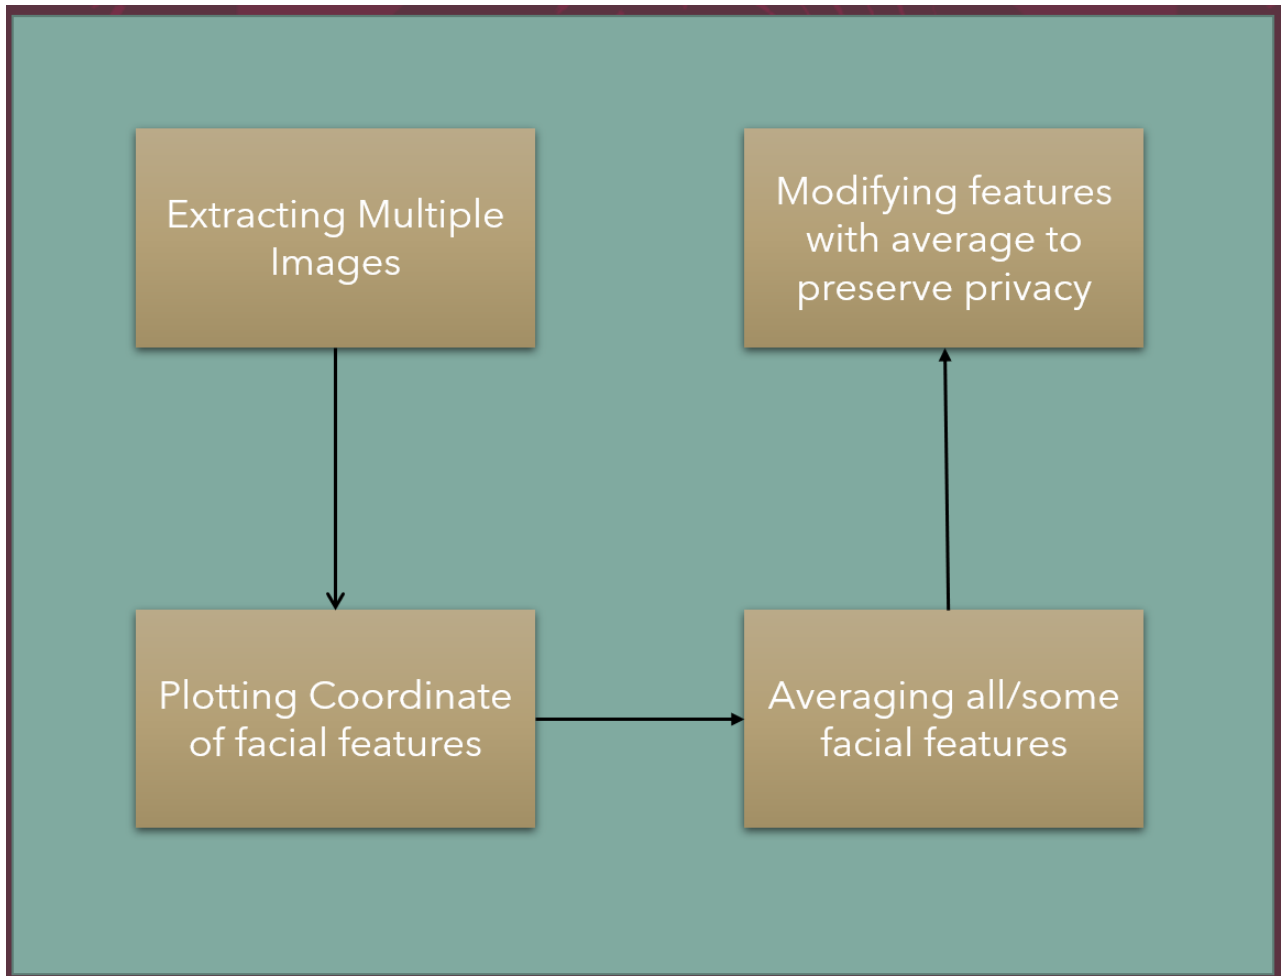 Extracting Multiple
Images
Plotting Coordinate
of facial features
Averaging all/some
facial features
Modifying features
with average to
preserve privacy